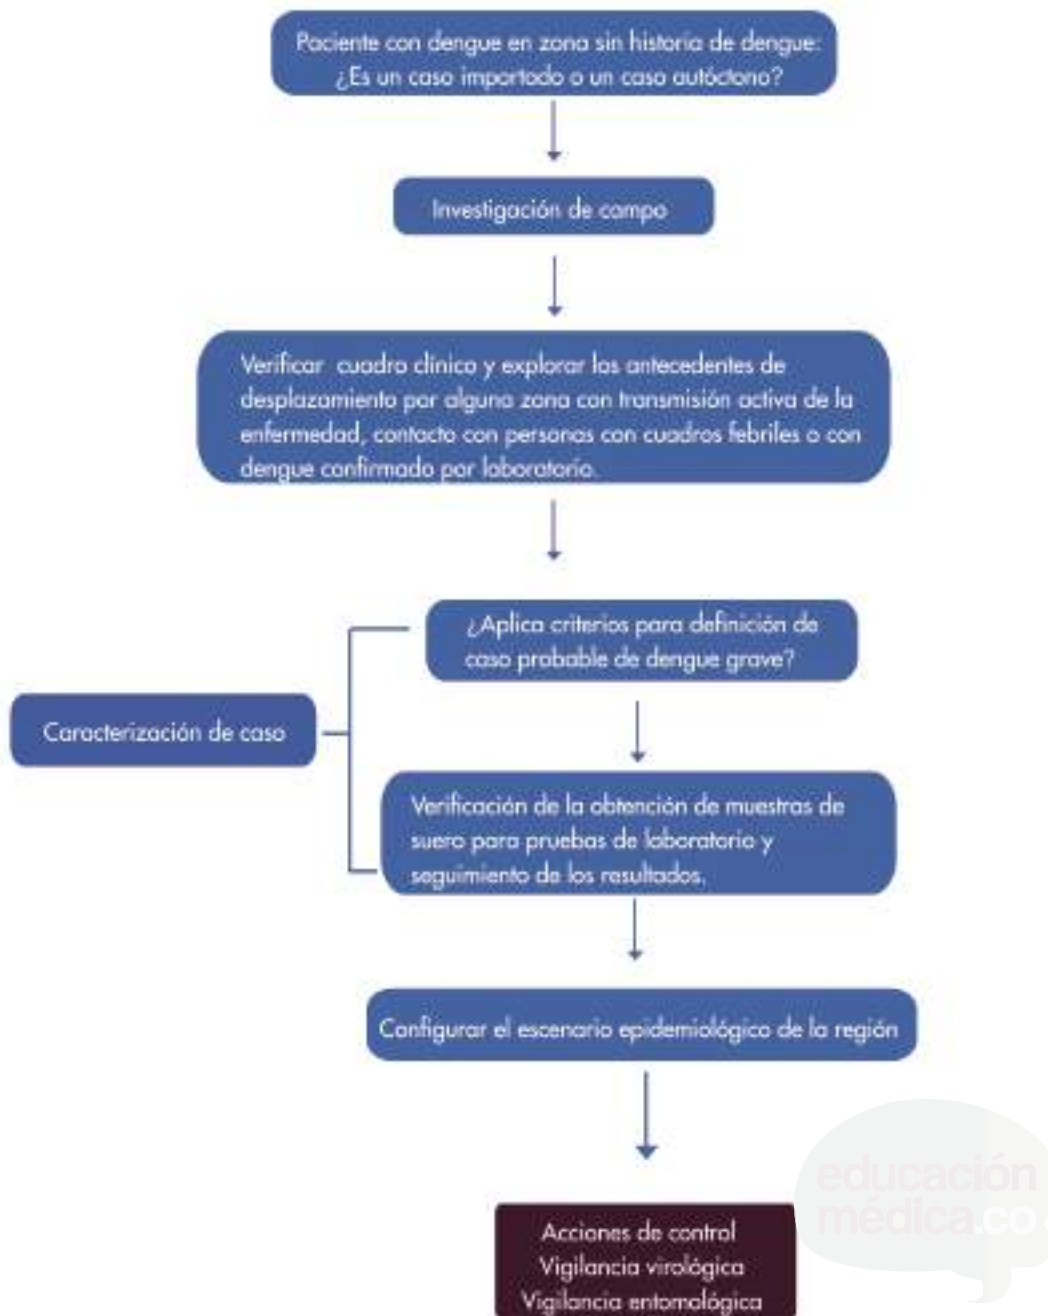 Paciente con dengue en zona sin historia de dengue:
¿Es un caso importado o un caso autóctono?
Investigación de campo
Verificar cuadro clínico y explorar los antecedentes de
desplazamiento por alguna zona con transmisión activa de la
enfermedad, contacto con personas con cuadros febriles o con
dengue confirmado por laboratorio.
¿Aplica criterios para definición de
caso probable de dengue grave?
Caracterización de caso
Verificación de la obtención de muestras de
suero para pruebas de laboratorio y
seguimiento de los resultados.
Configurar el escenario epidemiológico de la región
Acciones de control
Vigilancia virológica
Vigilancia entomológica
educación
médica.co